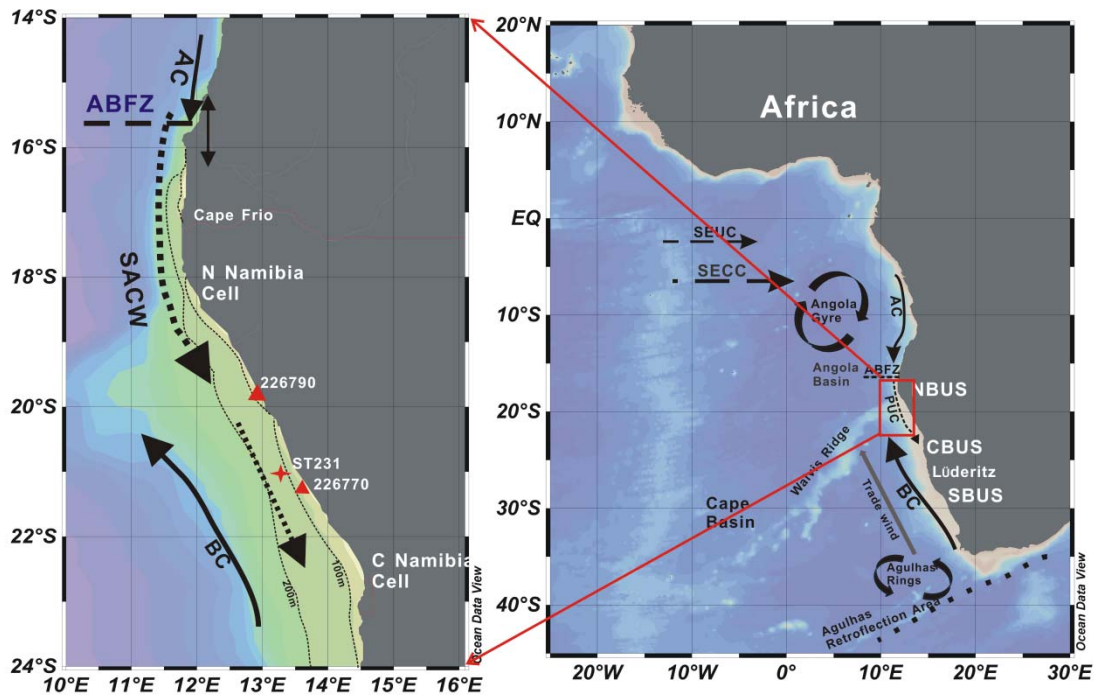 14°S
16°S
18°S
20°S
22°S
24°S
10°E
11°E
12°E
13°E
14°E
15°E
16°E
AC
ABFZ
Cape Frio
N Namibia
Cell
SACW
226790
ST231
226770
BC
C Namibia
Cell
200m
100m
Ocean Data View
20°N
10°N
EQ
10°S
20°S
30°S
40°S
20°W
10°W
0°
10°E
20°E
30°E
Africa
SEUC
SECC
Angola
Gyre
AC
Angola
Basin
ABFZ
NBUS
PUC
CBUS
Walvis Ridge
Lüderitz
SBUS
Cape
Basin
Trade wind
BC
Agulhas
Rings
Agulhas
Retroflection Area
Ocean Data View